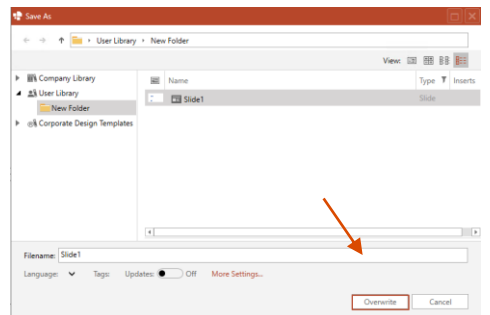 Save As
User Library › New Folder
View:
Company Library
User Library
New Folder
Corporate Design Templates
Name Type Inserts
Slide1 Slide
Filename: Slide1
Language: Tags: Updates: Off More Settings...
Overwrite Cancel